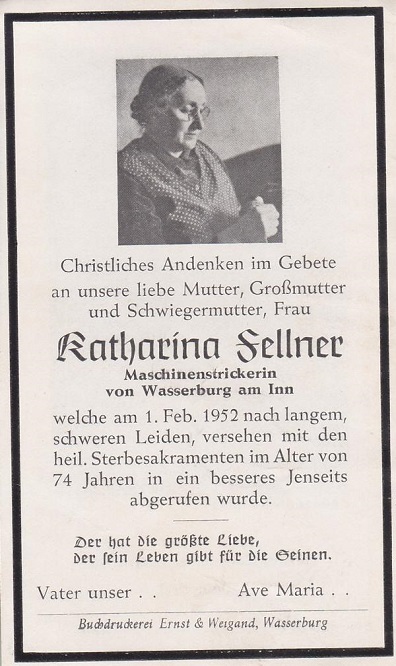 Christliches Andenken im Gebete
an unsere liebe Mutter, Großmutter
und Schwiegermutter, Frau
Katharina Fellner
Maschinenstrickerin
von Wasserburg am Inn
welche am 1. Feb. 1952 nach langem,
schweren Leiden, versehen mit den
heil. Sterbesakramenten im Alter von
74 Jahren in ein besseres Jenseits
abgerufen wurde.
Der hat die größte Liebe,
der sein Leben gibt für die Seinen.
Vater unser . . Ave Maria . .
Buchdruckerei Ernst & Weigand, Wasserburg